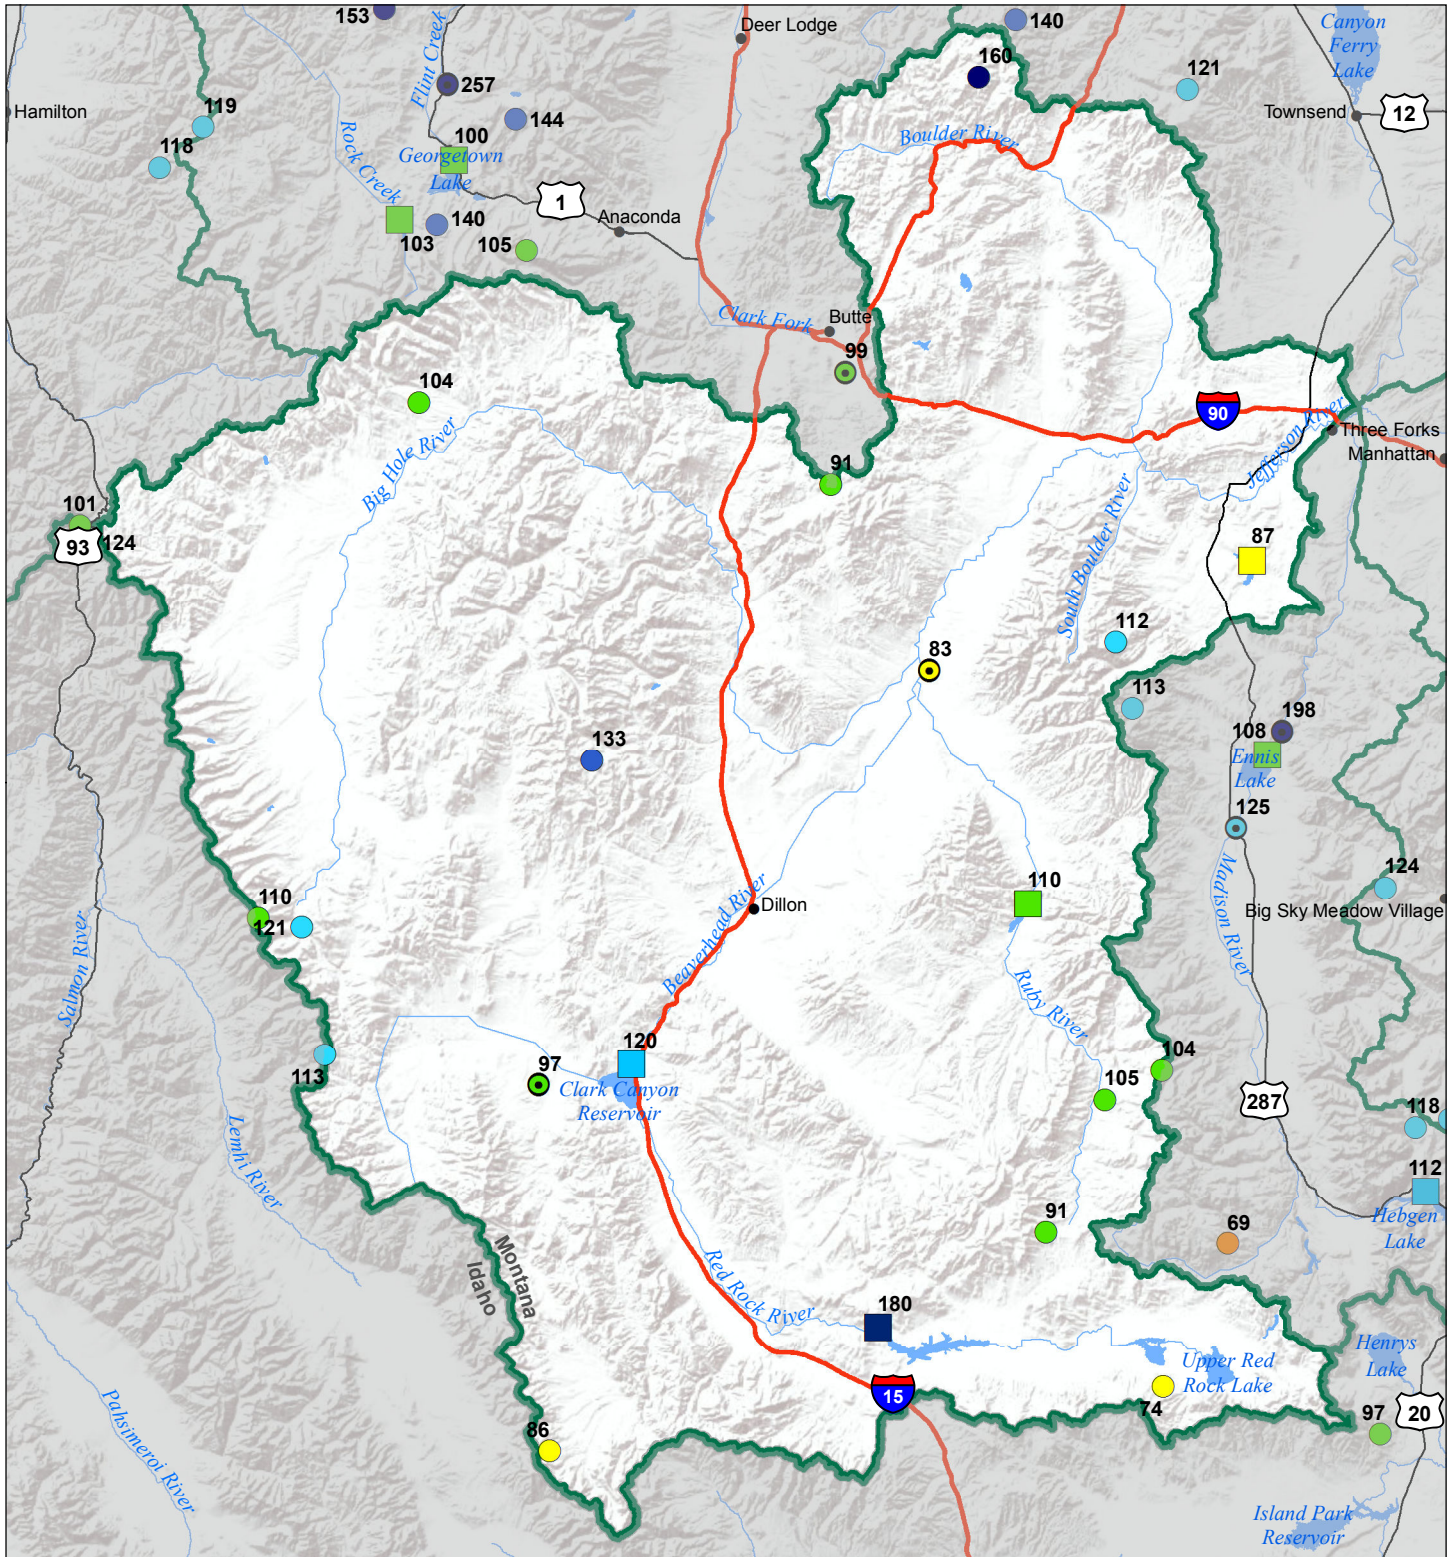 153
Flint Creek
257
144
100
Georgetown
Lake
Hamilton
119
118
Rock Creek
103
140
105
1
Anaconda
Deer Lodge
140
160
121
Canyon
Ferry
Lake
Townsend
12
Boulder River
Clark Fork
Butte
99
104
Big Hole River
91
90
Jefferson River
Three Forks
Manhattan
101
93
124
South Boulder River
87
112
83
113
133
198
108
Ennis
Lake
125
Madison River
124
Big Sky Meadow Village
110
121
Beaverhead River
Dillon
110
Salmon River
Ruby River
113
97
120
Clark Canyon
Reservoir
104
105
287
118
112
Hebgen
Lake
Lemhi River
91
69
Montana
Idaho
Red Rock River
180
Upper Red
Rock Lake
74
Henrys
Lake
15
97
20
86
Pahsimeroi River
Island Park
Reservoir